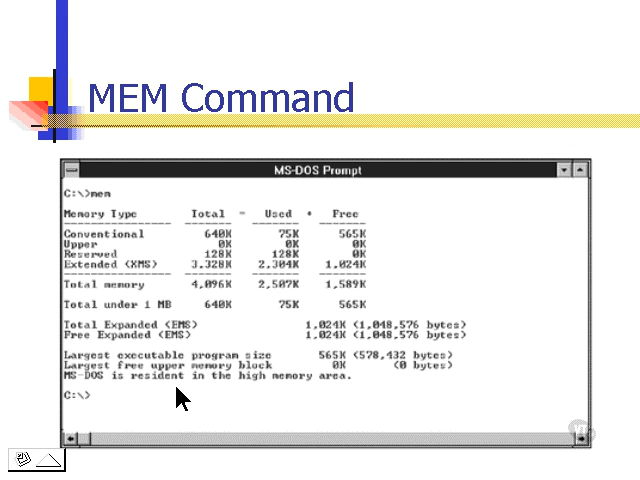 MEM Command
MS-DOS Prompt
C:\>mem
Memory Type Total = Used + Free
Conventional 640K 75K 565K
Upper 0K 0K 0K
Reserved 128K 128K 0K
Extended (XMS) 3,328K 2,304K 1,024K
Total memory 4,096K 2,507K 1,589K
Total under 1 MB 640K 75K 565K
Total Expanded (EMS) 1,024K (1,048,576 bytes)
Free Expanded (EMS) 1,024K (1,048,576 bytes)
Largest executable program size 565K (578,432 bytes)
Largest free upper memory block 0K (0 bytes)
MS-DOS is resident in the high memory area.
C:\>